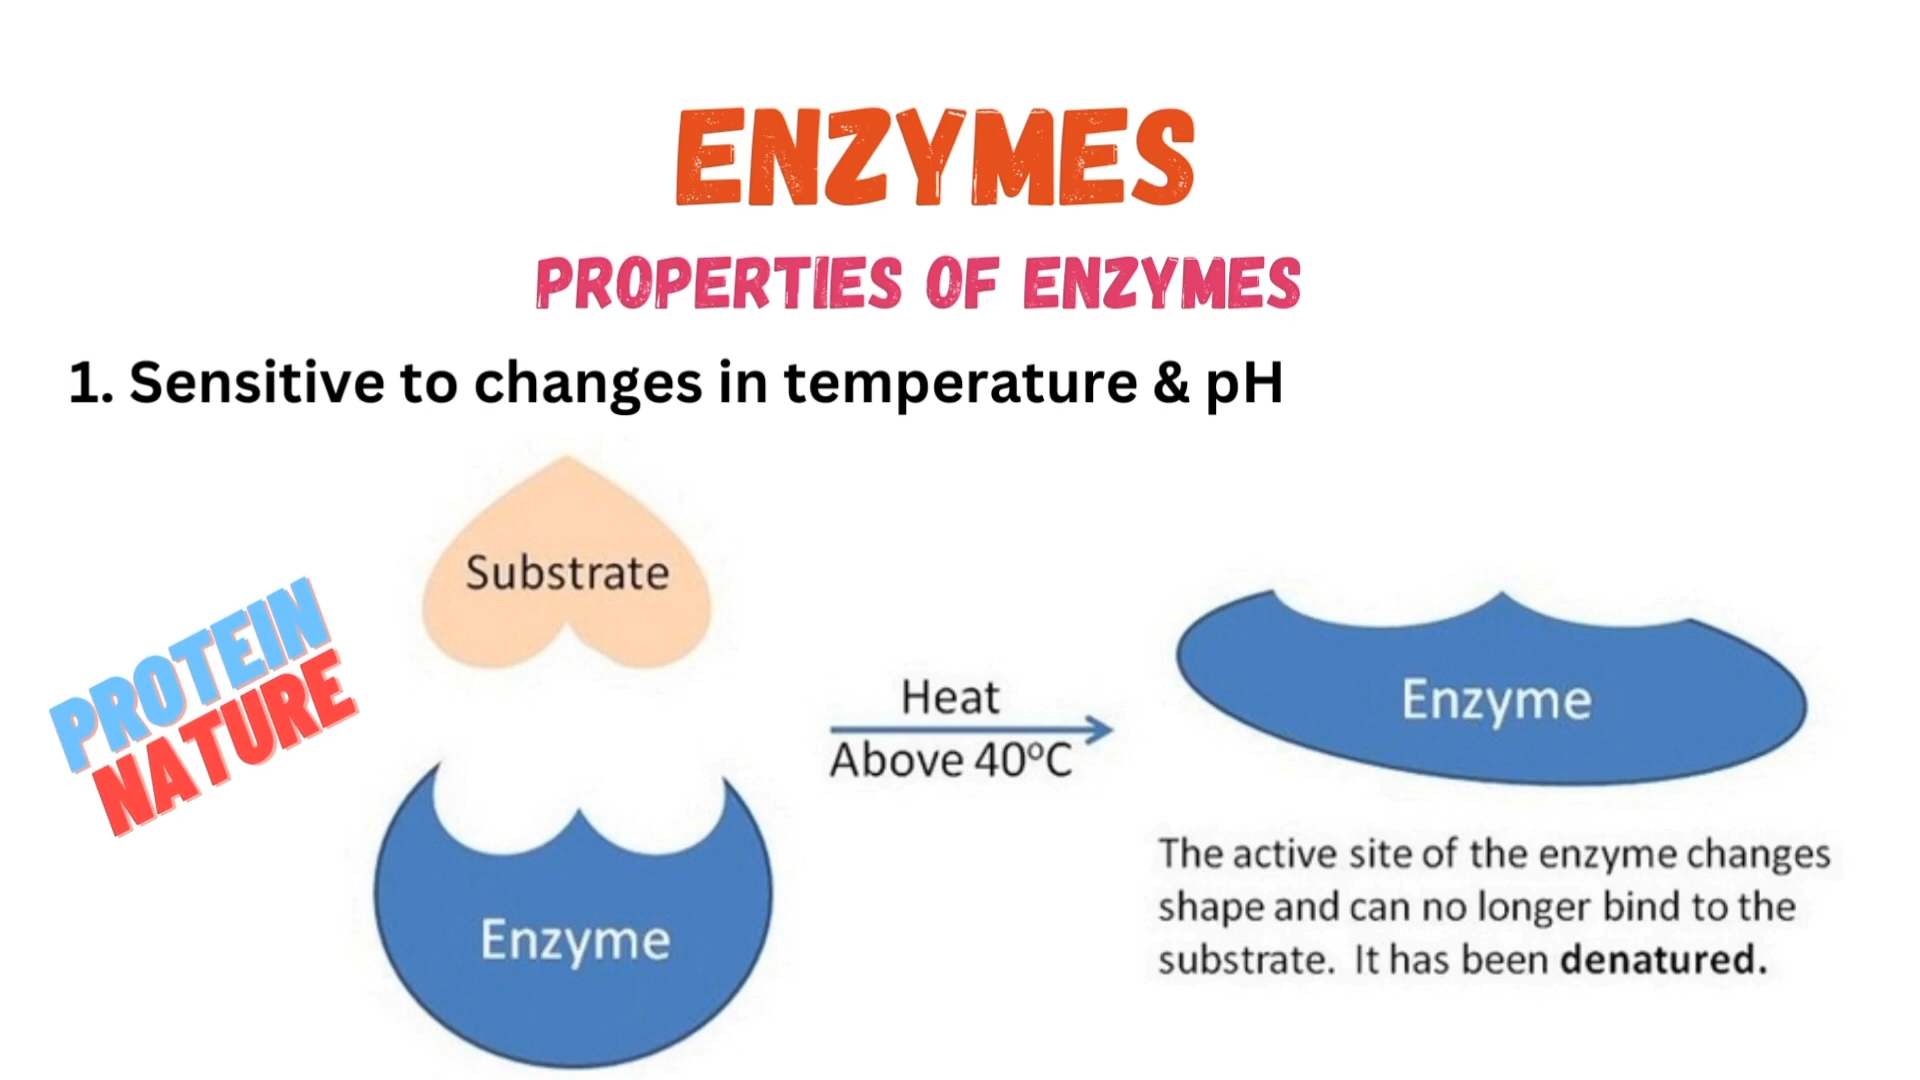 ENZYMES
PROPERTIES OF ENZYMES
1. Sensitive to changes in temperature & pH
Substrate
PROTEIN
NATURE
Heat
Above 40°C
Enzyme
Enzyme
The active site of the enzyme changes
shape and can no longer bind to the
substrate. It has been denatured.